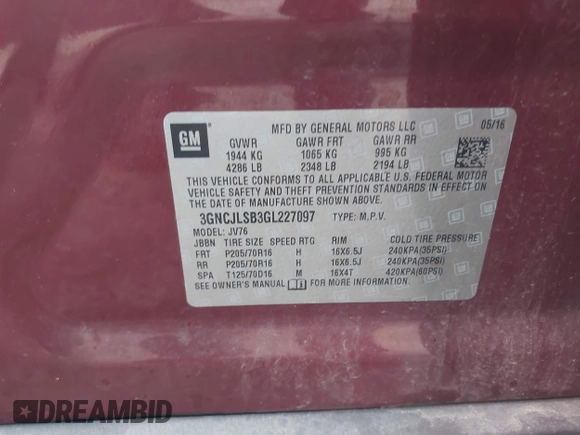 MFD BY GENERAL MOTORS LLC 05/16
GM
GVWR GAWR FRT GAWR RR
1944 KG 1065 KG 995 KG
4286 LB 2348 LB 2194 LB
THIS VEHICLE CONFORMS TO ALL APPLICABLE U.S. FEDERAL MOTOR
VEHICLE SAFETY AND THEFT PREVENTION STANDARDS IN EFFECT ON
THE DATE OF MANUFACTURE SHOWN ABOVE.
3GNCJLSB3GL227097 TYPE: M.P.V.
MODEL: JV76
JBBN TIRE SIZE SPEED RTG RIM COLD TIRE PRESSURE
FRT P205/70R16 H 16X6.5J 240KPA(35PSI)
RR P205/70R16 H 16X6.5J 240KPA(35PSI)
SPA T125/70D16 M 16X4T 420KPA(60PSI)
SEE OWNER'S MANUAL FOR MORE INFORMATION
DREAMBID